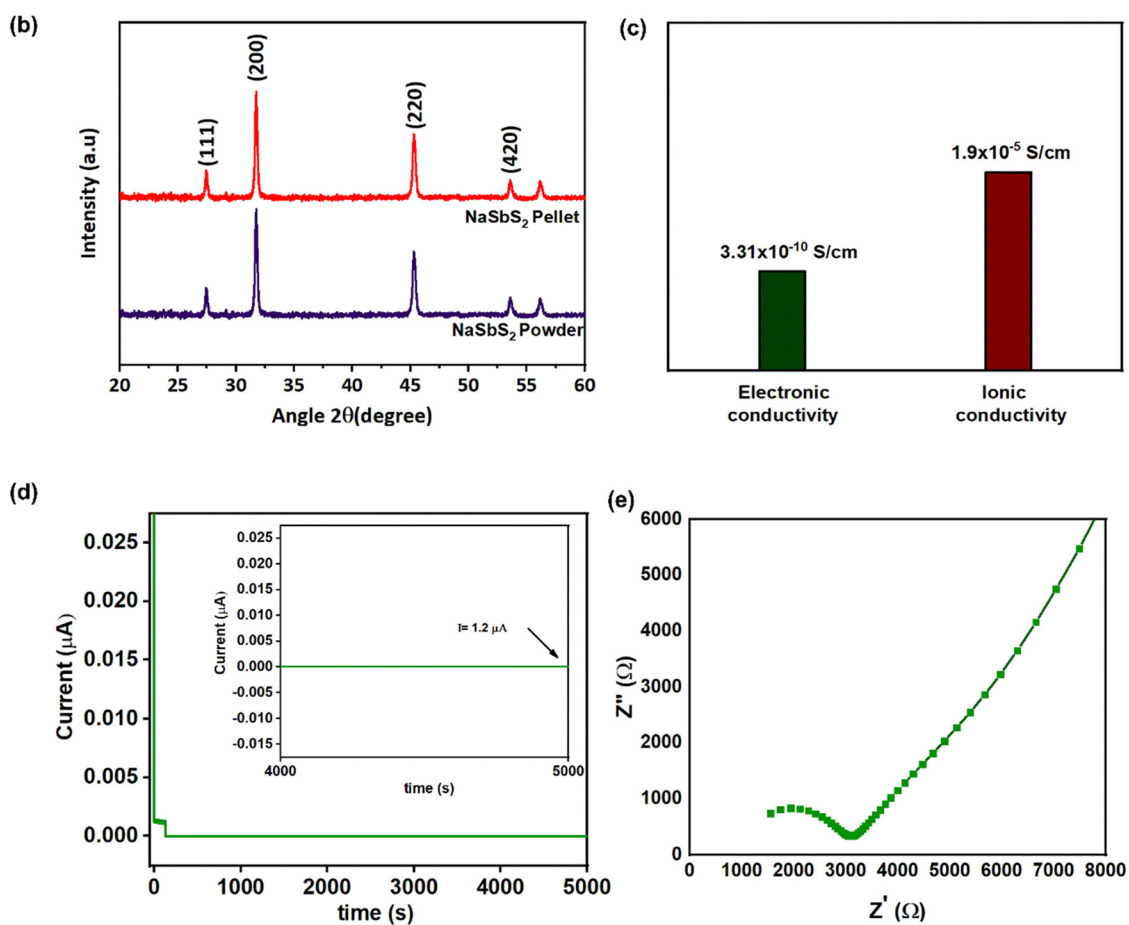 (b)
Intensity (a.u)
(111)
(200)
(220)
(420)
NaSbS2 Pellet
NaSbS2 Powder
20 25 30 35 40 45 50 55 60
Angle 2θ(degree)
(c)
3.31x10-10 S/cm
1.9x10-5 S/cm
Electronic
conductivity
Ionic
conductivity
(d)
Current (μA)
0.025
0.020
0.015
0.010
0.005
0.000
0 1000 2000 3000 4000 5000
time (s)
Current (μA)
0.025
0.020
0.015
0.010
0.005
0.000
-0.005
-0.010
-0.015
I= 1.2 μA
4000 5000
time (s)
(e)
Z'' (Ω)
6000
5000
4000
3000
2000
1000
0
0 1000 2000 3000 4000 5000 6000 7000 8000
Z' (Ω)